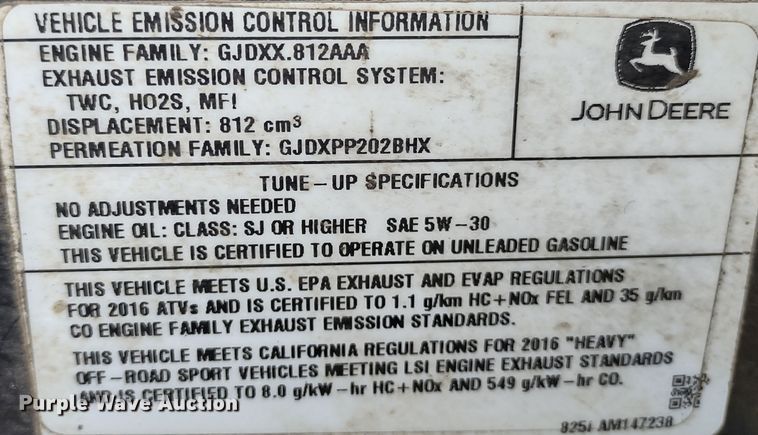 VEHICLE EMISSION CONTROL INFORMATION
ENGINE FAMILY: GJDXX.812AAA
EXHAUST EMISSION CONTROL SYSTEM:
TWC, HO2S, MFI
DISPLACEMENT: 812 cm³
PERMEATION FAMILY: GJDXPP202BHX
JOHN DEERE
TUNE-UP SPECIFICATIONS
NO ADJUSTMENTS NEEDED
ENGINE OIL: CLASS: SJ OR HIGHER SAE 5W-30
THIS VEHICLE IS CERTIFIED TO OPERATE ON UNLEADED GASOLINE
THIS VEHICLE MEETS U.S. EPA EXHAUST AND EVAP REGULATIONS
FOR 2016 ATVs AND IS CERTIFIED TO 1.1 g/km HC+NOx FEL AND 35 g/km
CO ENGINE FAMILY EXHAUST EMISSION STANDARDS.
THIS VEHICLE MEETS CALIFORNIA REGULATIONS FOR 2016 "HEAVY"
OFF-ROAD SPORT VEHICLES MEETING LSI ENGINE EXHAUST STANDARDS
AND IS CERTIFIED TO 8.0 g/kW-hr HC+NOx AND 549 g/kW-hr CO.
Purple Wave Auction
AM147238